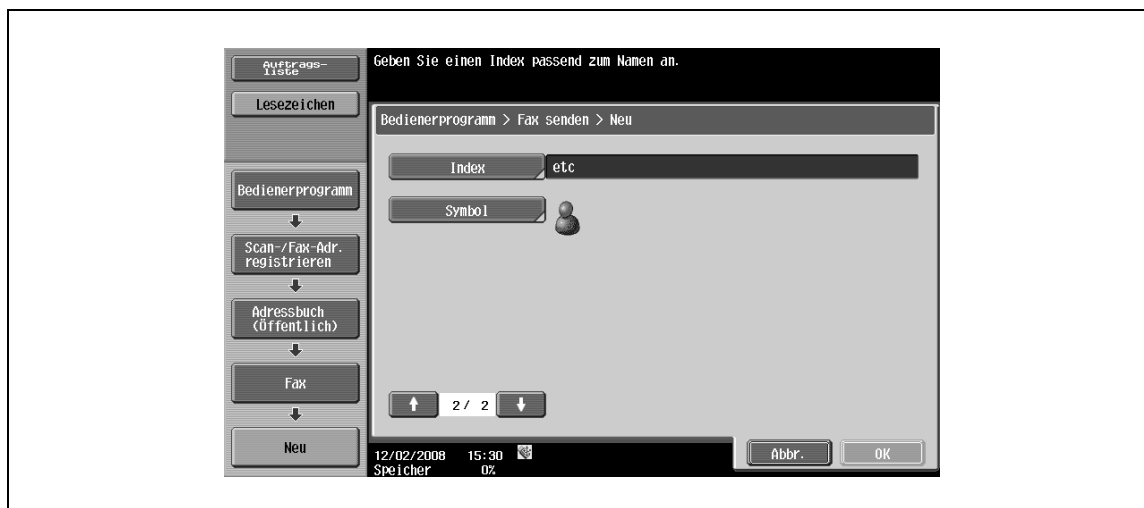 Auftrags-
liste
Lesezeichen
Bedienerprogramm
Scan-/Fax-Adr.
registrieren
Adressbuch
(Öffentlich)
Fax
Neu
Geben Sie einen Index passend zum Namen an.
Bedienerprogramm > Fax senden > Neu
Index etc
Symbol
2/ 2
Abbr. OK
12/02/2008 15:30
Speicher 0%